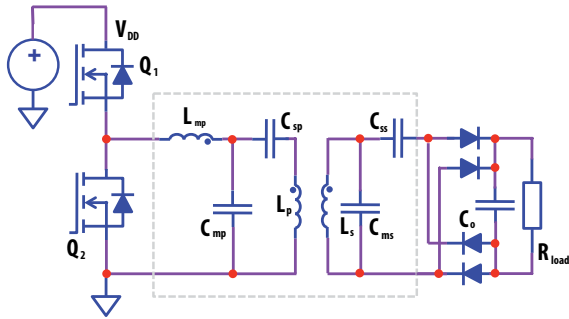 V_DD
Q_1
L_mp
C_sp
C_ss
L_p
L_s
C_mp
C_ms
C_o
Q_2
R_load